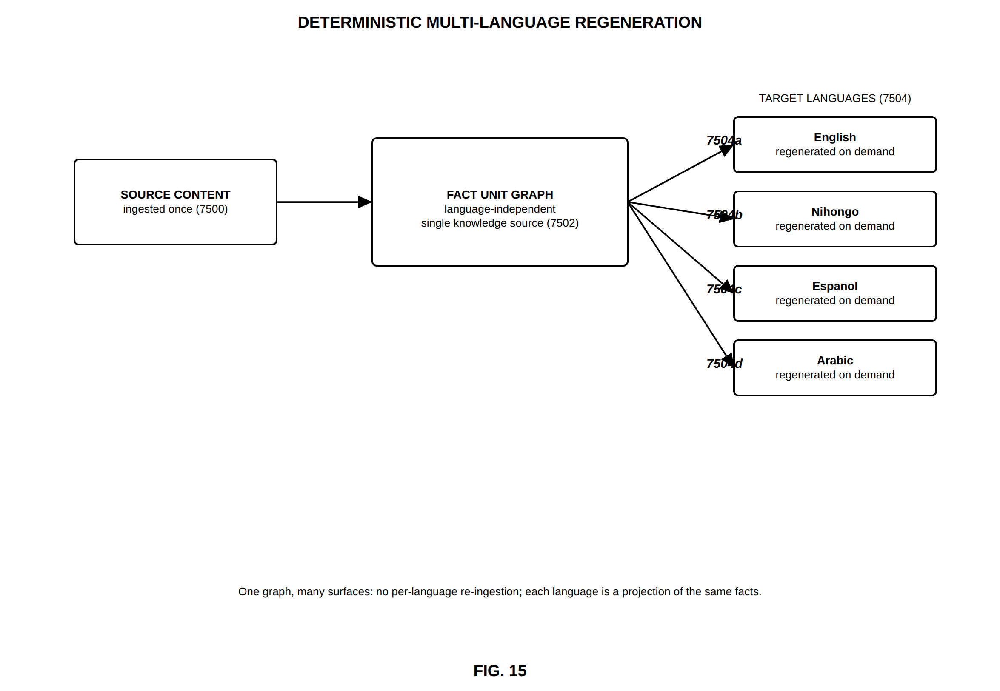 DETERMINISTIC MULTI-LANGUAGE REGENERATION
TARGET LANGUAGES (7504)
SOURCE CONTENT
ingested once (7500)
FACT UNIT GRAPH
language-independent
single knowledge source (7502)
7504a
English
regenerated on demand
7504b
Nihongo
regenerated on demand
7504c
Espanol
regenerated on demand
7504d
Arabic
regenerated on demand
One graph, many surfaces: no per-language re-ingestion; each language is a projection of the same facts.
FIG. 15